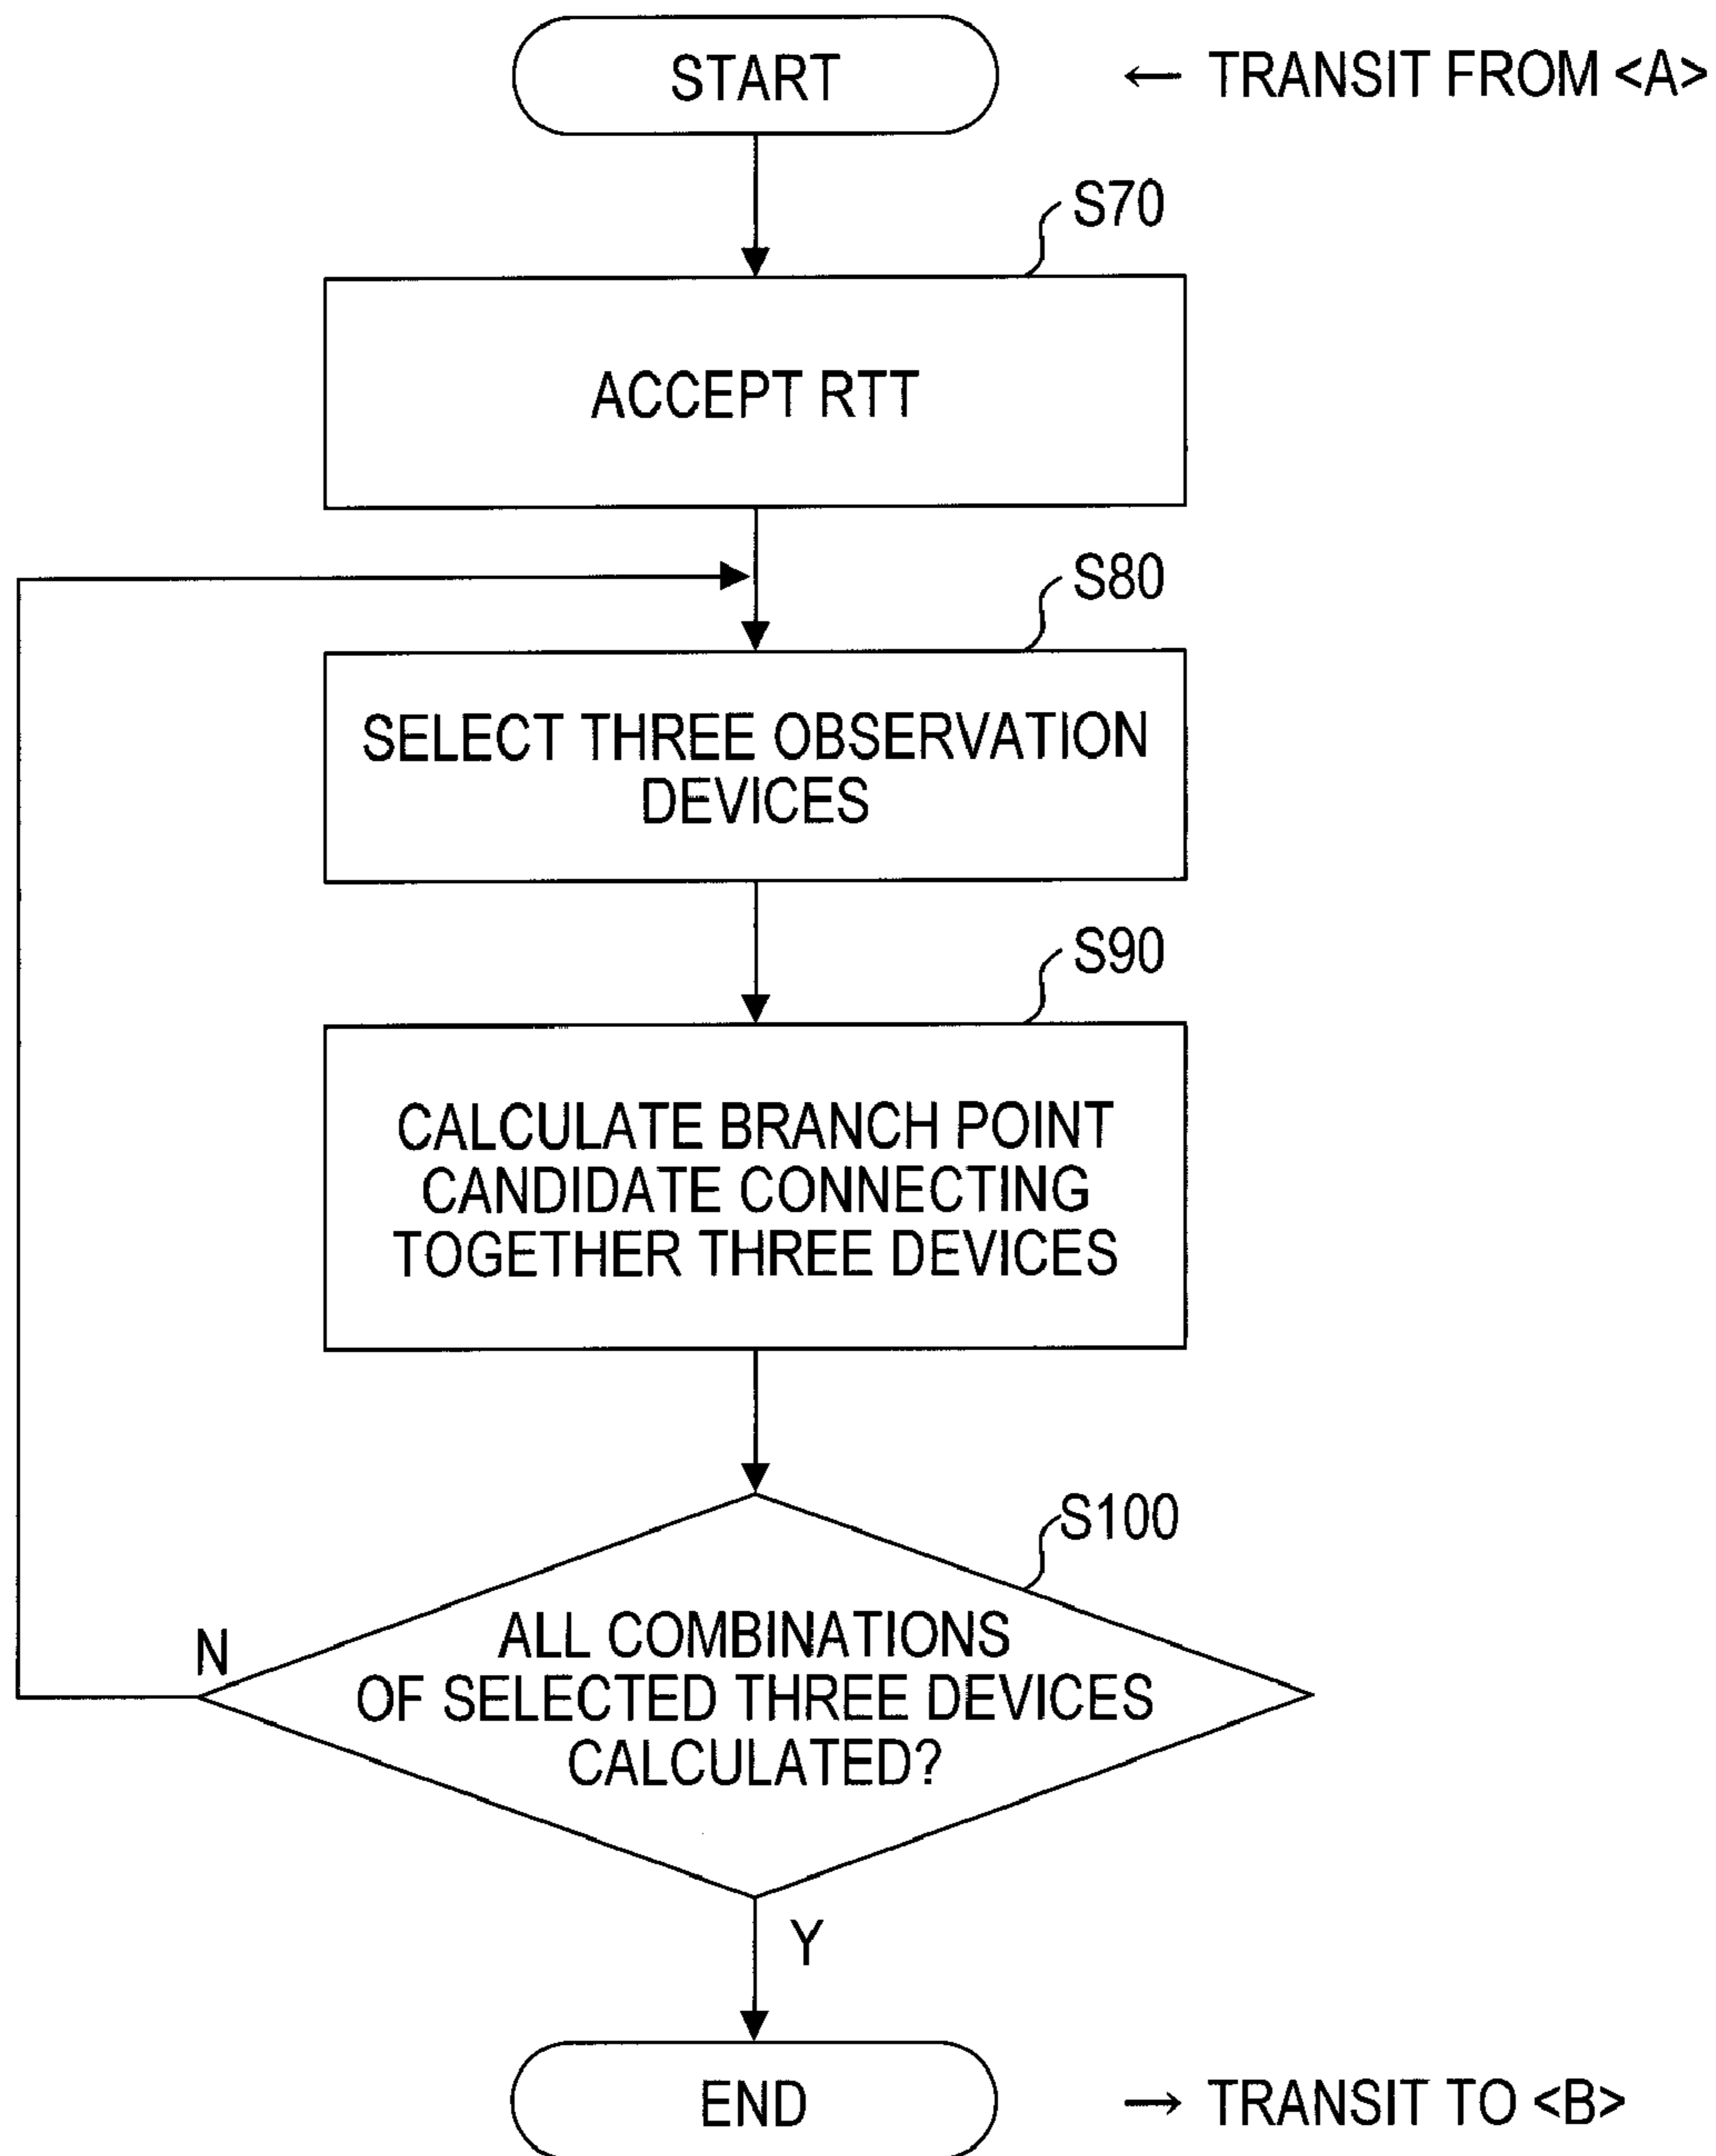 START
← TRANSIT FROM <A>
S70
ACCEPT RTT
S80
SELECT THREE OBSERVATION
DEVICES
S90
CALCULATE BRANCH POINT
CANDIDATE CONNECTING
TOGETHER THREE DEVICES
S100
ALL COMBINATIONS
OF SELECTED THREE DEVICES
CALCULATED?
N
Y
END
→ TRANSIT TO <B>